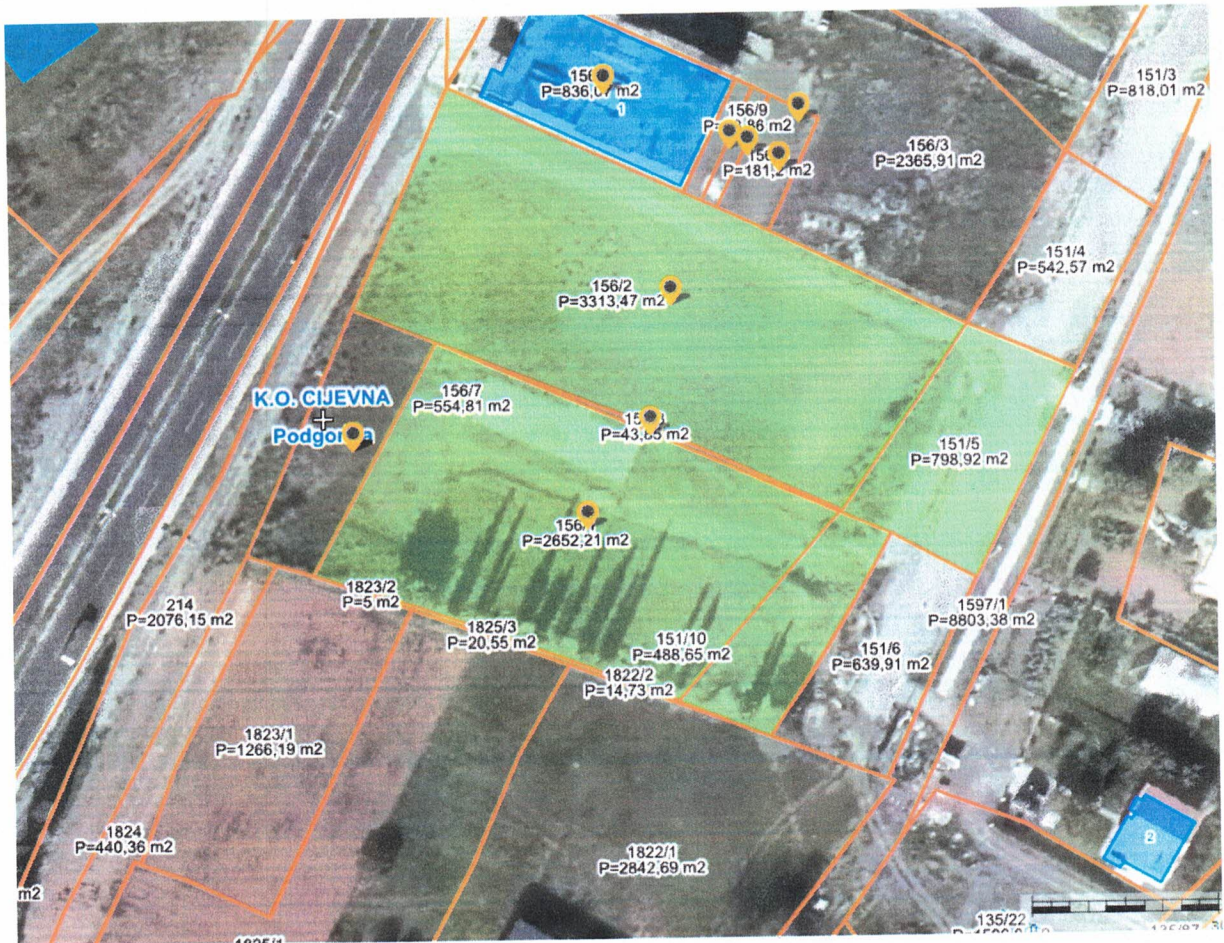 151/3
P=818,01 m2
1
156/9
P=181,2 m2
156/3
P=2365,91 m2
151/4
P=542,57 m2
156/2
P=3313,47 m2
K.O. CIJEVNA
156/7
P=554,81 m2
P=43,85 m2
151/5
P=798,92 m2
P=2652,21 m2
1823/2
P=5 m2
214
P=2076,15 m2
1825/3
P=20,55 m2
151/10
P=488,65 m2
1597/1
P=8803,38 m2
151/6
P=639,91 m2
1822/2
P=14,73 m2
1823/1
P=1266,19 m2
1824
P=440,36 m2
2
1822/1
P=2842,69 m2
m2
135/22